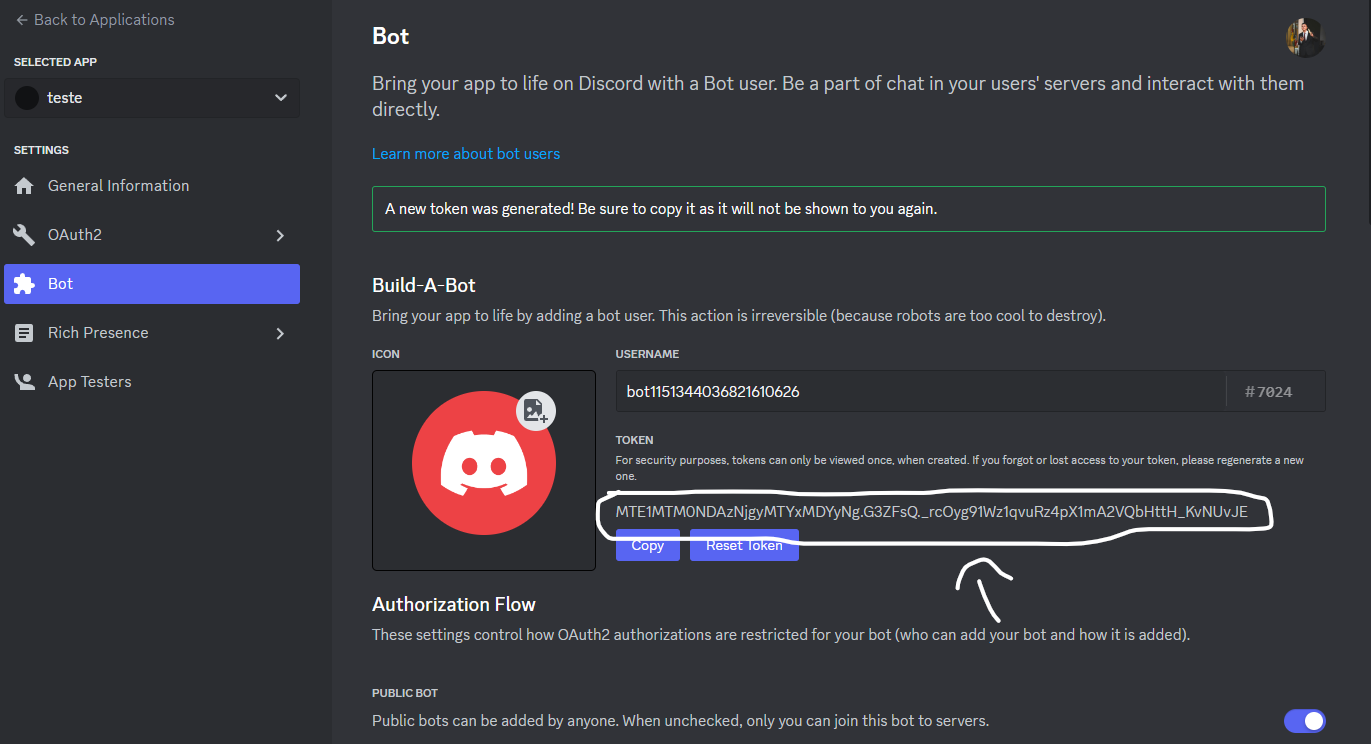 Back to Applications
SELECTED APP
teste
SETTINGS
General Information
OAuth2
Bot
Rich Presence
App Testers
Bot
Bring your app to life on Discord with a Bot user. Be a part of chat in your users' servers and interact with them
directly.
Learn more about bot users
A new token was generated! Be sure to copy it as it will not be shown to you again.
Build-A-Bot
Bring your app to life by adding a bot user. This action is irreversible (because robots are too cool to destroy).
ICON
USERNAME
bot1151344036821610626
#7024
TOKEN
For security purposes, tokens can only be viewed once, when created. If you forgot or lost access to your token, please regenerate a new
one.
MTE1MTM0NDAzNjgyMTYxMDYyNg.G3ZFsQ._rcOyg91Wz1qvuRz4pX1mA2VQbHttH_KvNUvJE
Copy
Reset Token
Authorization Flow
These settings control how OAuth2 authorizations are restricted for your bot (who can add your bot and how it is added).
PUBLIC BOT
Public bots can be added by anyone. When unchecked, only you can join this bot to servers.